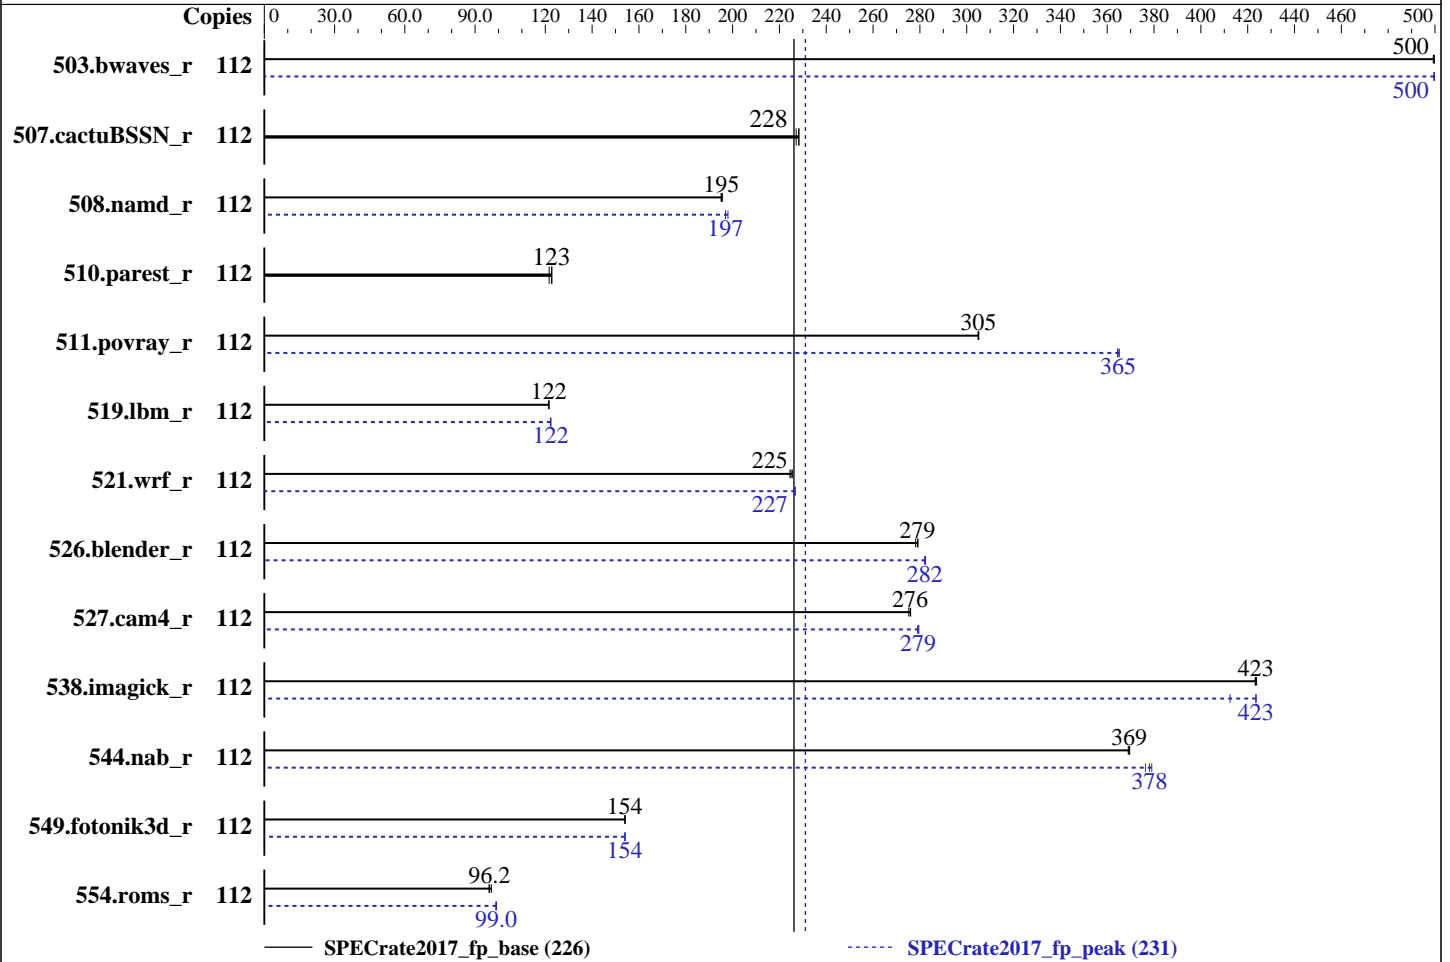 Copies 0 30.0 60.0 90.0 120 140 160 180 200 220 240 260 280 300 320 340 360 380 400 420 440 460 500
503.bwaves_r 112 500
500
507.cactuBSSN_r 112 228
508.namd_r 112 195
197
510.parest_r 112 123
511.povray_r 112 305
365
519.lbm_r 112 122
122
521.wrf_r 112 225
227
526.blender_r 112 279
282
527.cam4_r 112 276
279
538.imagick_r 112 423
423
544.nab_r 112 369
378
549.fotonik3d_r 112 154
154
554.roms_r 112 96.2
99.0
SPECrate2017_fp_base (226) SPECrate2017_fp_peak (231)